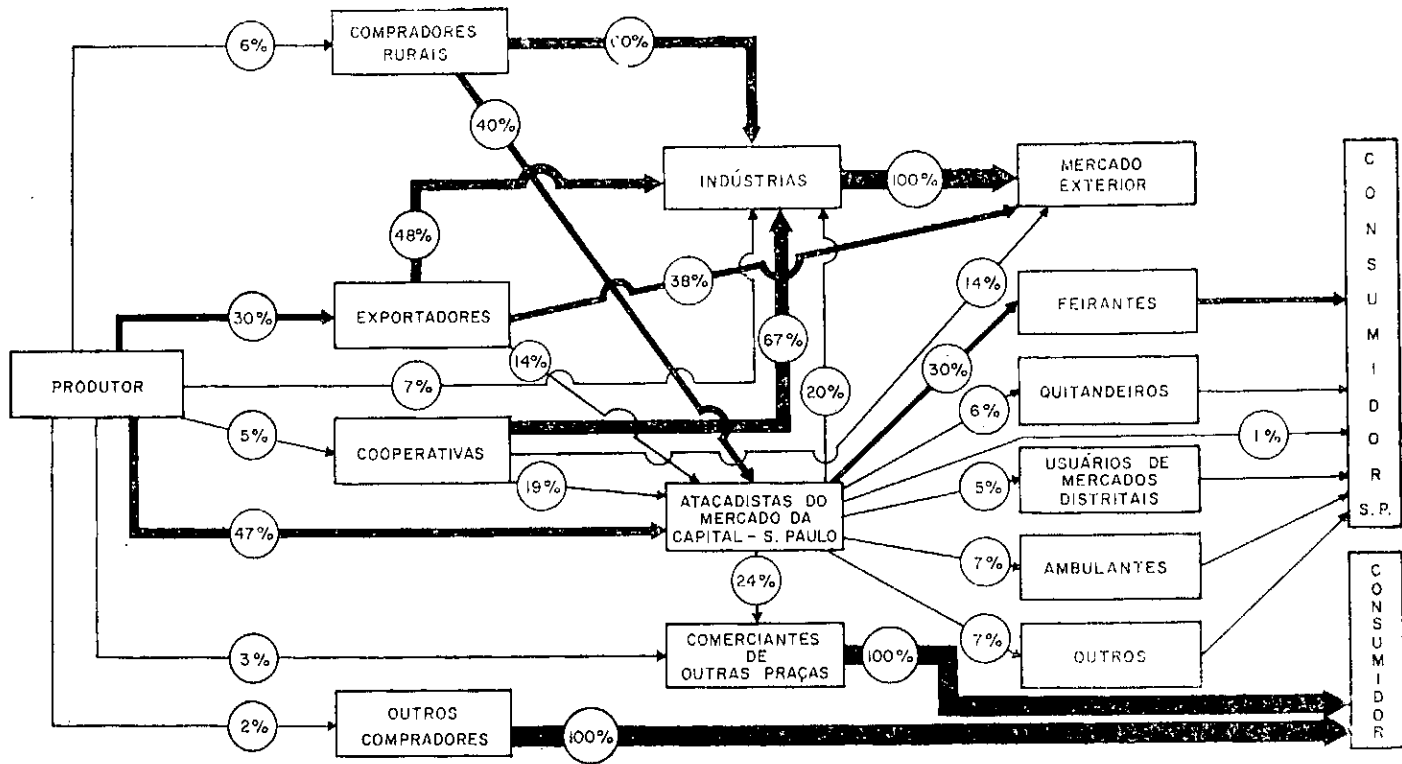 COMPRADORES
RURAIS
6%
40%
INDÚSTRIAS
100%
MERCADO
EXTERIOR
48%
38%
14%
30%
EXPORTADORES
FEIRANTES
67%
14%
30%
PRODUTOR
7%
QUITANDEIROS
20%
6%
5%
COOPERATIVAS
1%
19%
USUÁRIOS DE
MERCADOS
DISTRITAIS
5%
ATACADISTAS DO
MERCADO DA
CAPITAL - S. PAULO
47%
7%
AMBULANTES
24%
CONSUMIDOR
S.P.
3%
COMERCIANTES
DE
OUTRAS PRAÇAS
100%
7%
OUTROS
2%
OUTROS
COMPRADORES
100%
CONSUMIDOR